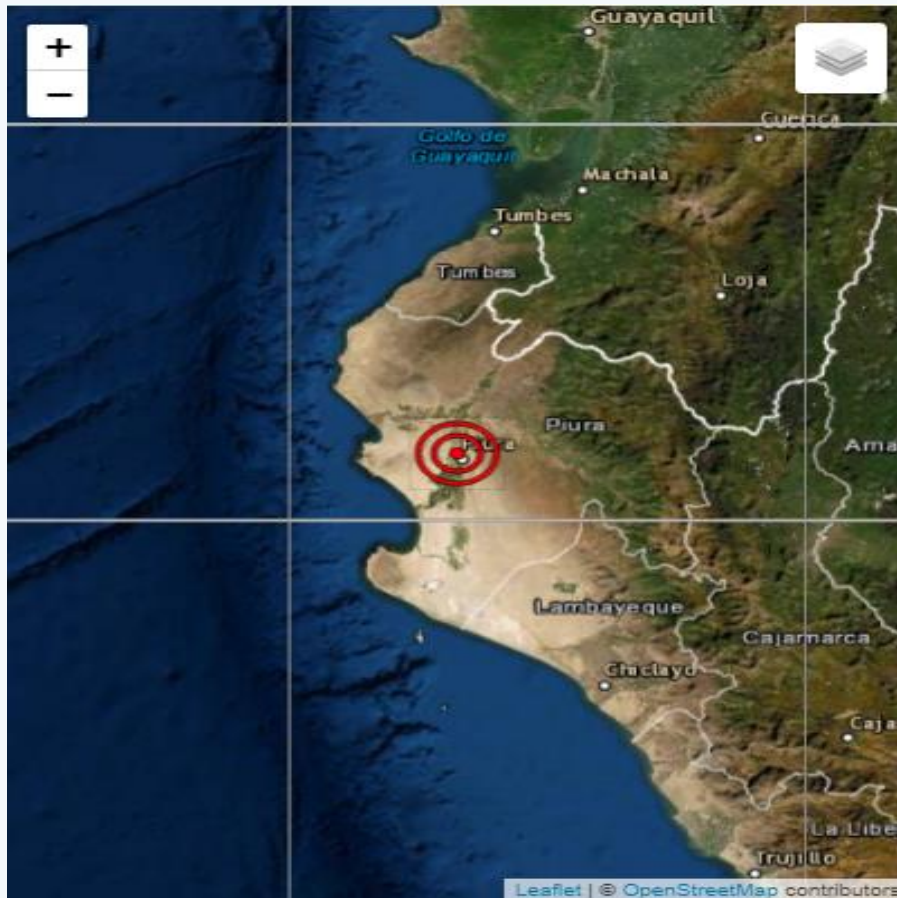 +
Guayaquil
−
Cuenca
Golfo de
Guayaquil
Machala
Tumbes
Tumbes
Loja
Piura
Piura
Ama
Lambayeque
Cajamarca
Chiclayo
Caja
La Libe
Trujillo
Leaflet | © OpenStreetMap contributors